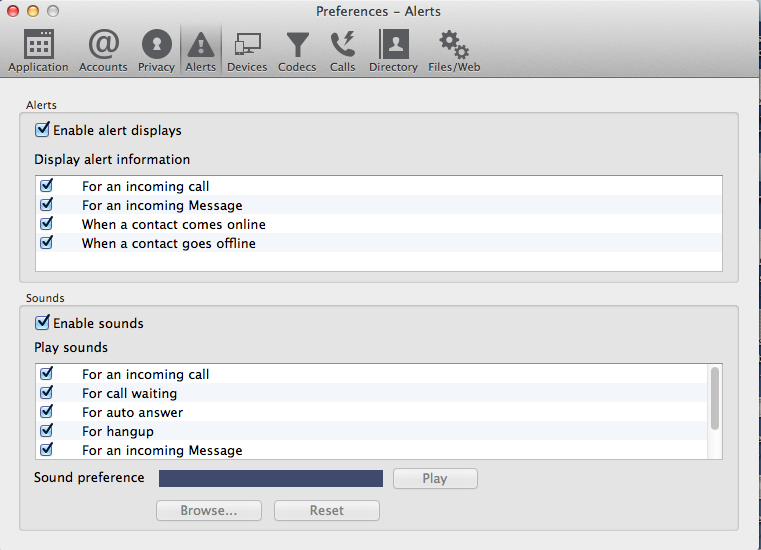 Preferences – Alerts
Application Accounts Privacy Alerts Devices Codecs Calls Directory Files/Web
Alerts
Enable alert displays
Display alert information
For an incoming call
For an incoming Message
When a contact comes online
When a contact goes offline
Sounds
Enable sounds
Play sounds
For an incoming call
For call waiting
For auto answer
For hangup
For an incoming Message
Sound preference Play
Browse... Reset